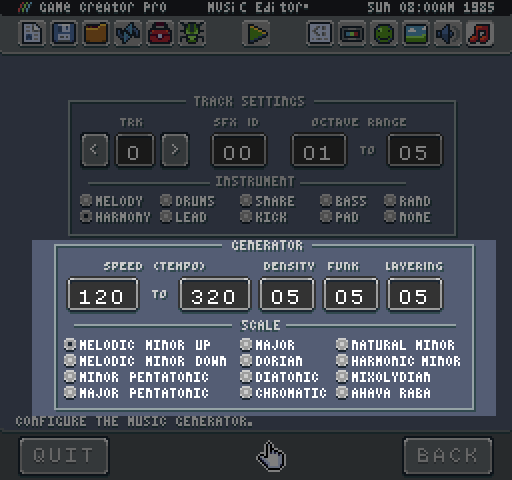 Game Creator Pro MUSIC Editor* SUN 08:00AM 1985
TRACK SETTINGS
TRK SFX ID OCTAVE RANGE
< 0 > 00 01 TO 05
INSTRUMENT
MELODY DRUMS SNARE BASS RAND
HARMONY LEAD KICK PAD NONE
GENERATOR
SPEED (TEMPO) DENSITY FUNK LAYERING
120 TO 320 05 05 05
SCALE
MELODIC MINOR UP MAJOR NATURAL MINOR
MELODIC MINOR DOWN DORIAN HARMONIC MINOR
MINOR PENTATONIC DIATONIC MIXOLYDIAN
MAJOR PENTATONIC CHROMATIC AHAVA RABA
CONFIGURE THE MUSIC GENERATOR.
QUIT BACK